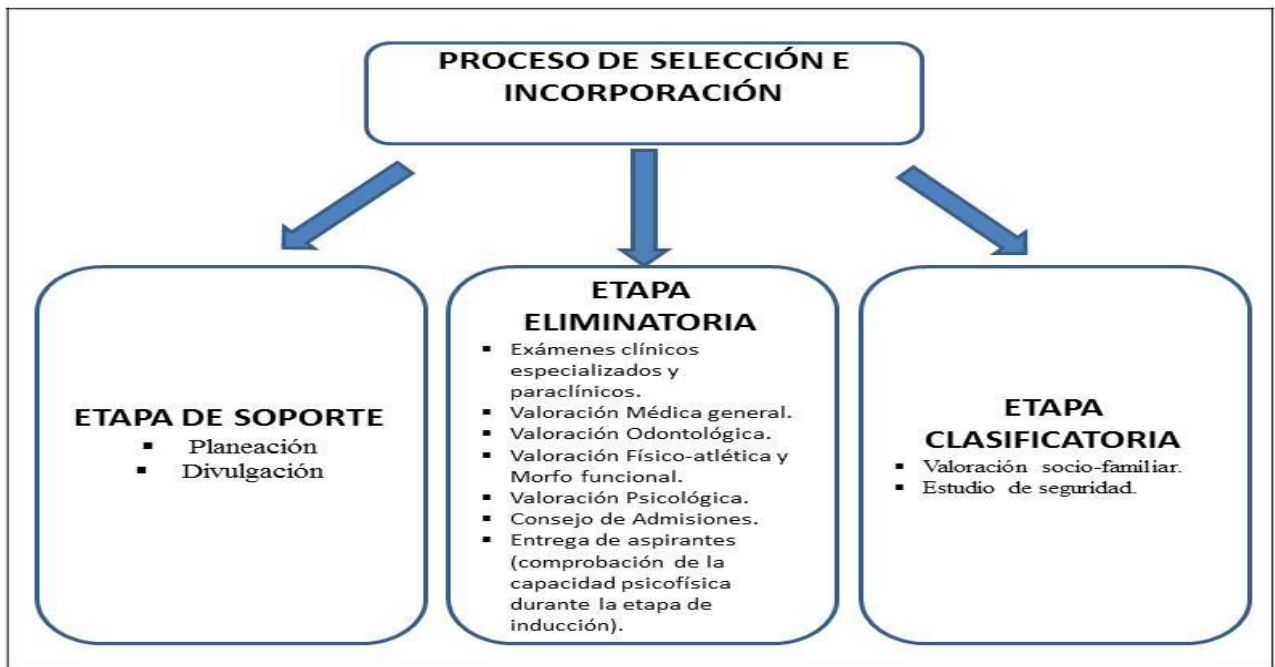 PROCESO DE SELECCIÓN E
INCORPORACIÓN
ETAPA DE SOPORTE
▪ Planeación
▪ Divulgación
ETAPA
ELIMINATORIA
▪ Exámenes clínicos
especializados y
paraclínicos.
▪ Valoración Médica general.
▪ Valoración Odontológica.
▪ Valoración Físico-atlética y
Morfo funcional.
▪ Valoración Psicológica.
▪ Consejo de Admisiones.
▪ Entrega de aspirantes
(comprobación de la
capacidad psicofísica
durante la etapa de
inducción).
ETAPA
CLASIFICATORIA
▪ Valoración socio-familiar.
▪ Estudio de seguridad.